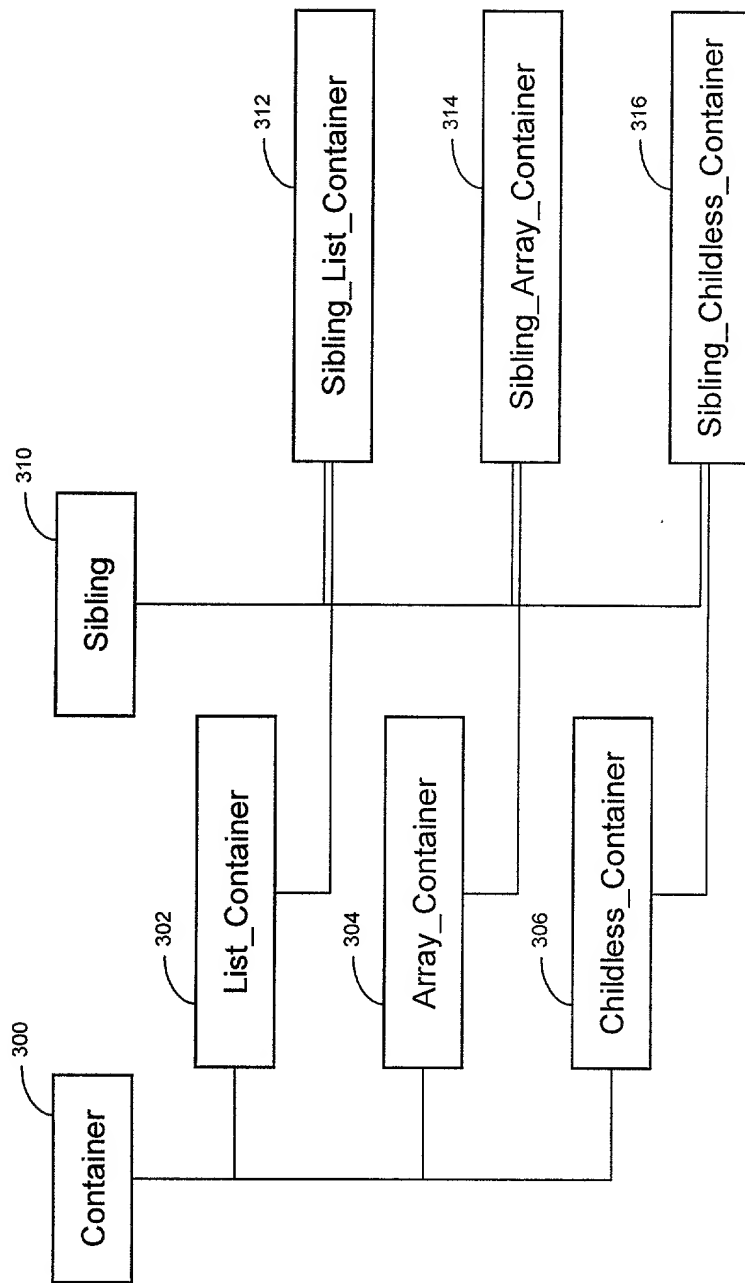 300
Container
310
Sibling
302
List_Container
312
Sibling_List_Container
304
Array_Container
314
Sibling_Array_Container
306
Childless_Container
316
Sibling_Childless_Container